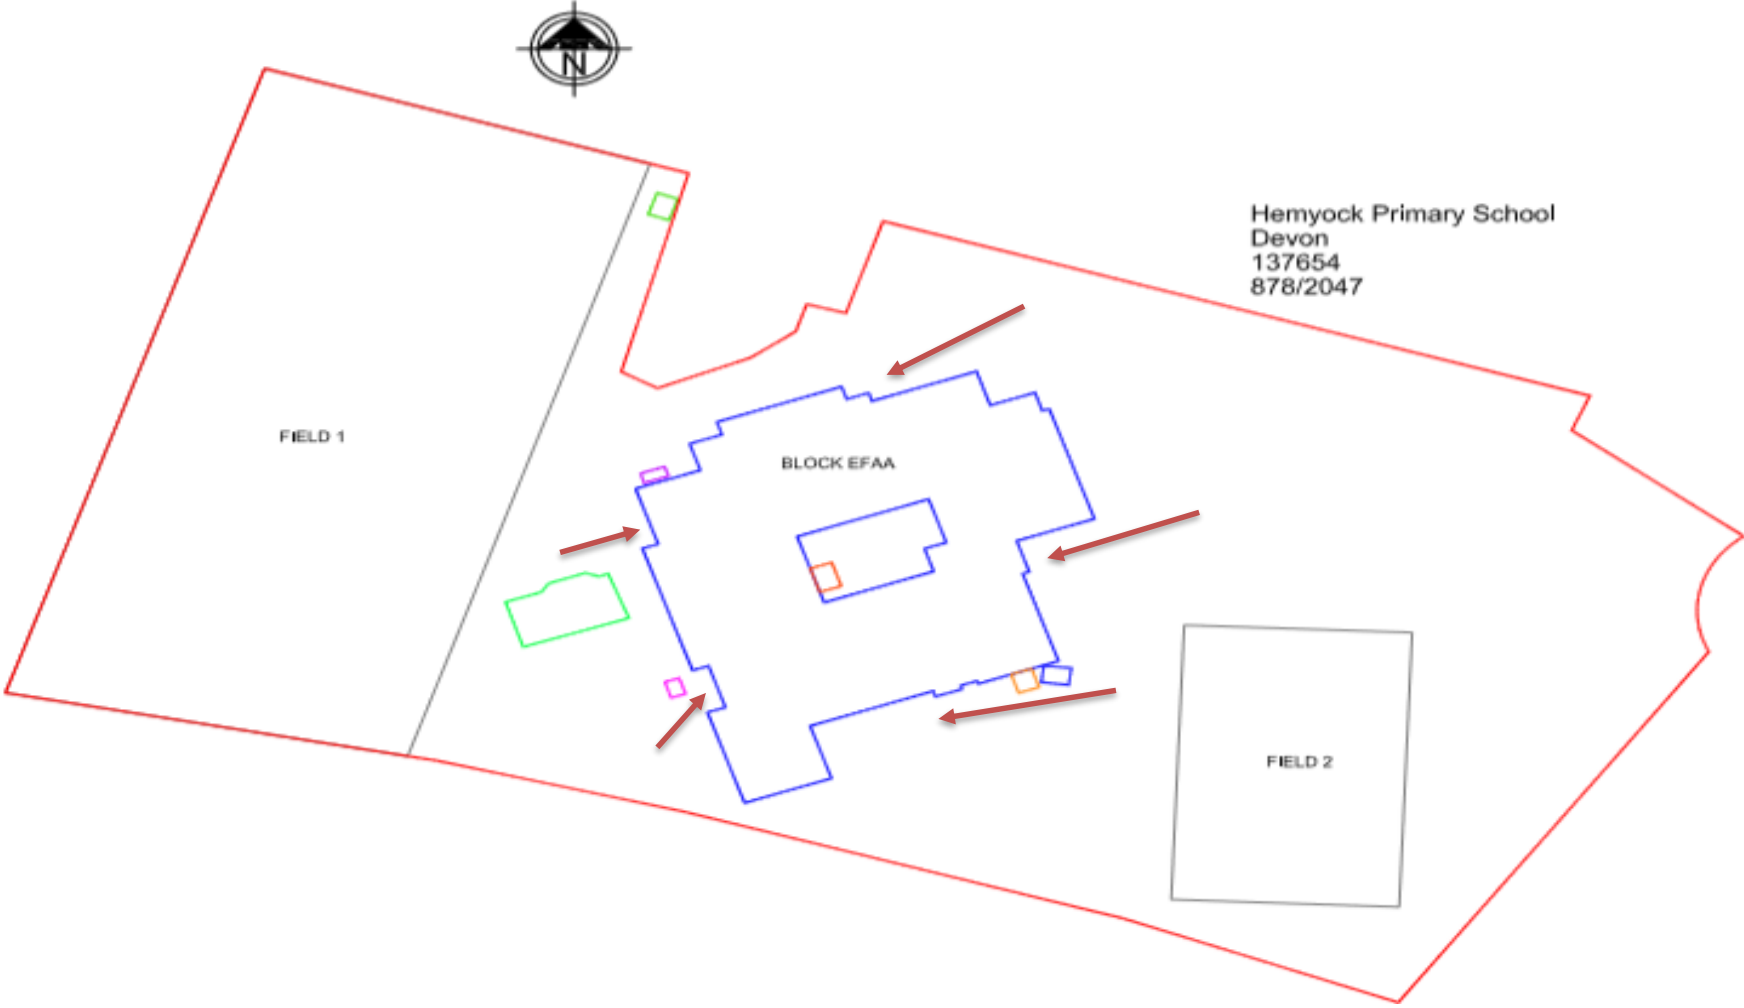 N
Hemyock Primary School
Devon
137654
878/2047
FIELD 1
BLOCK EFAA
FIELD 2